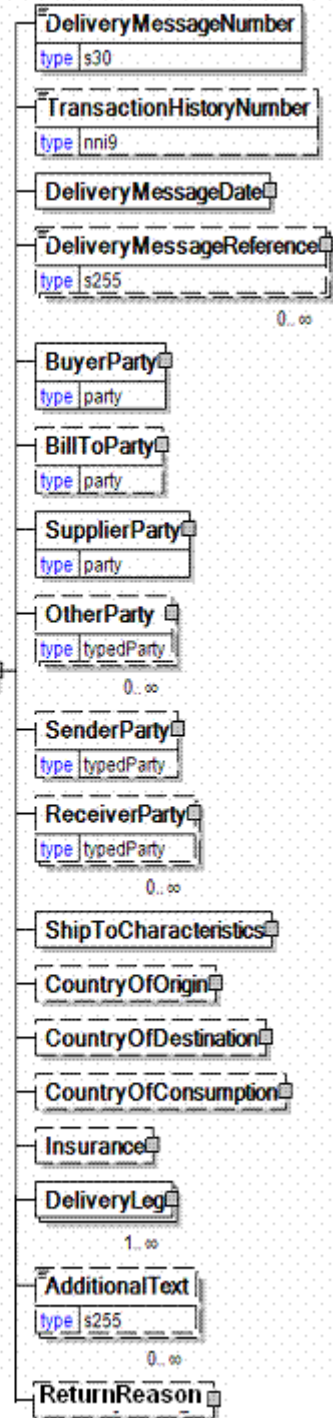 DeliveryMessageNumber
type s30
TransactionHistoryNumber
type nni9
DeliveryMessageDate
DeliveryMessageReference
type s255
0..∞
BuyerParty
type party
BillToParty
type party
SupplierParty
type party
OtherParty
type typedParty
0..∞
SenderParty
type typedParty
ReceiverParty
type typedParty
0..∞
ShipToCharacteristics
CountryOfOrigin
CountryOfDestination
CountryOfConsumption
Insurance
DeliveryLeg
1..∞
AdditionalText
type s255
0..∞
ReturnReason